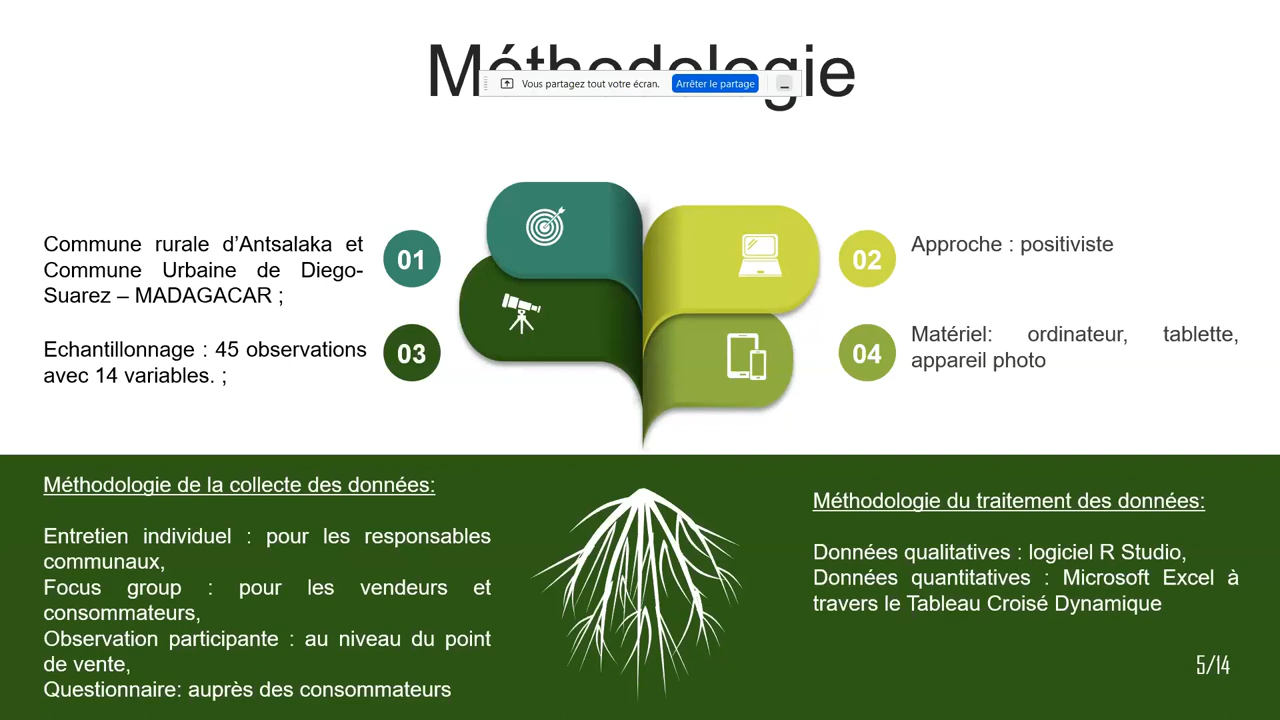 Méthodologie
Vous partagez tout votre écran. Arrêter le partage
Commune rurale d’Antsalaka et
Commune Urbaine de Diego-
Suarez – MADAGACAR ;
01
02
Approche : positiviste
Echantillonnage : 45 observations
avec 14 variables. ;
03
04
Matériel: ordinateur, tablette,
appareil photo
Méthodologie de la collecte des données:
Entretien individuel : pour les responsables
communaux,
Focus group : pour les vendeurs et
consommateurs,
Observation participante : au niveau du point
de vente,
Questionnaire: auprès des consommateurs
Méthodologie du traitement des données:
Données qualitatives : logiciel R Studio,
Données quantitatives : Microsoft Excel à
travers le Tableau Croisé Dynamique
5/14